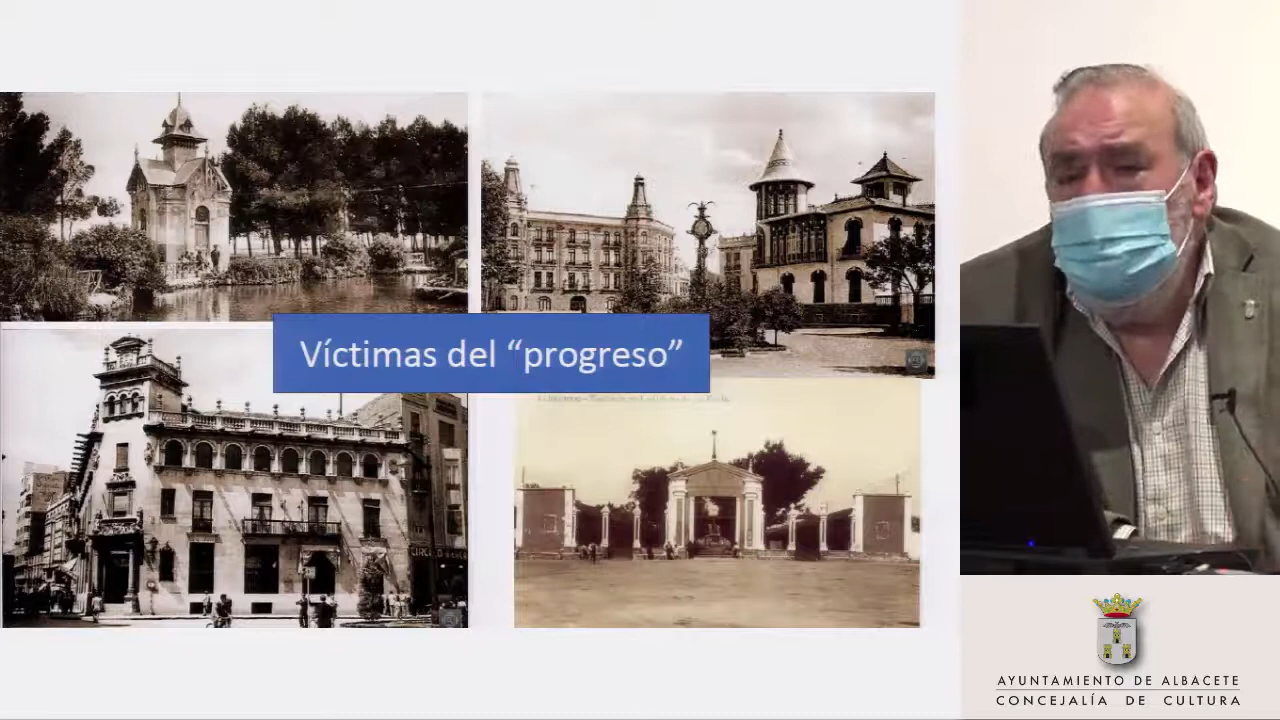 Víctimas del “progreso”
AYUNTAMIENTO DE ALBACETE
CONCEJALÍA DE CULTURA